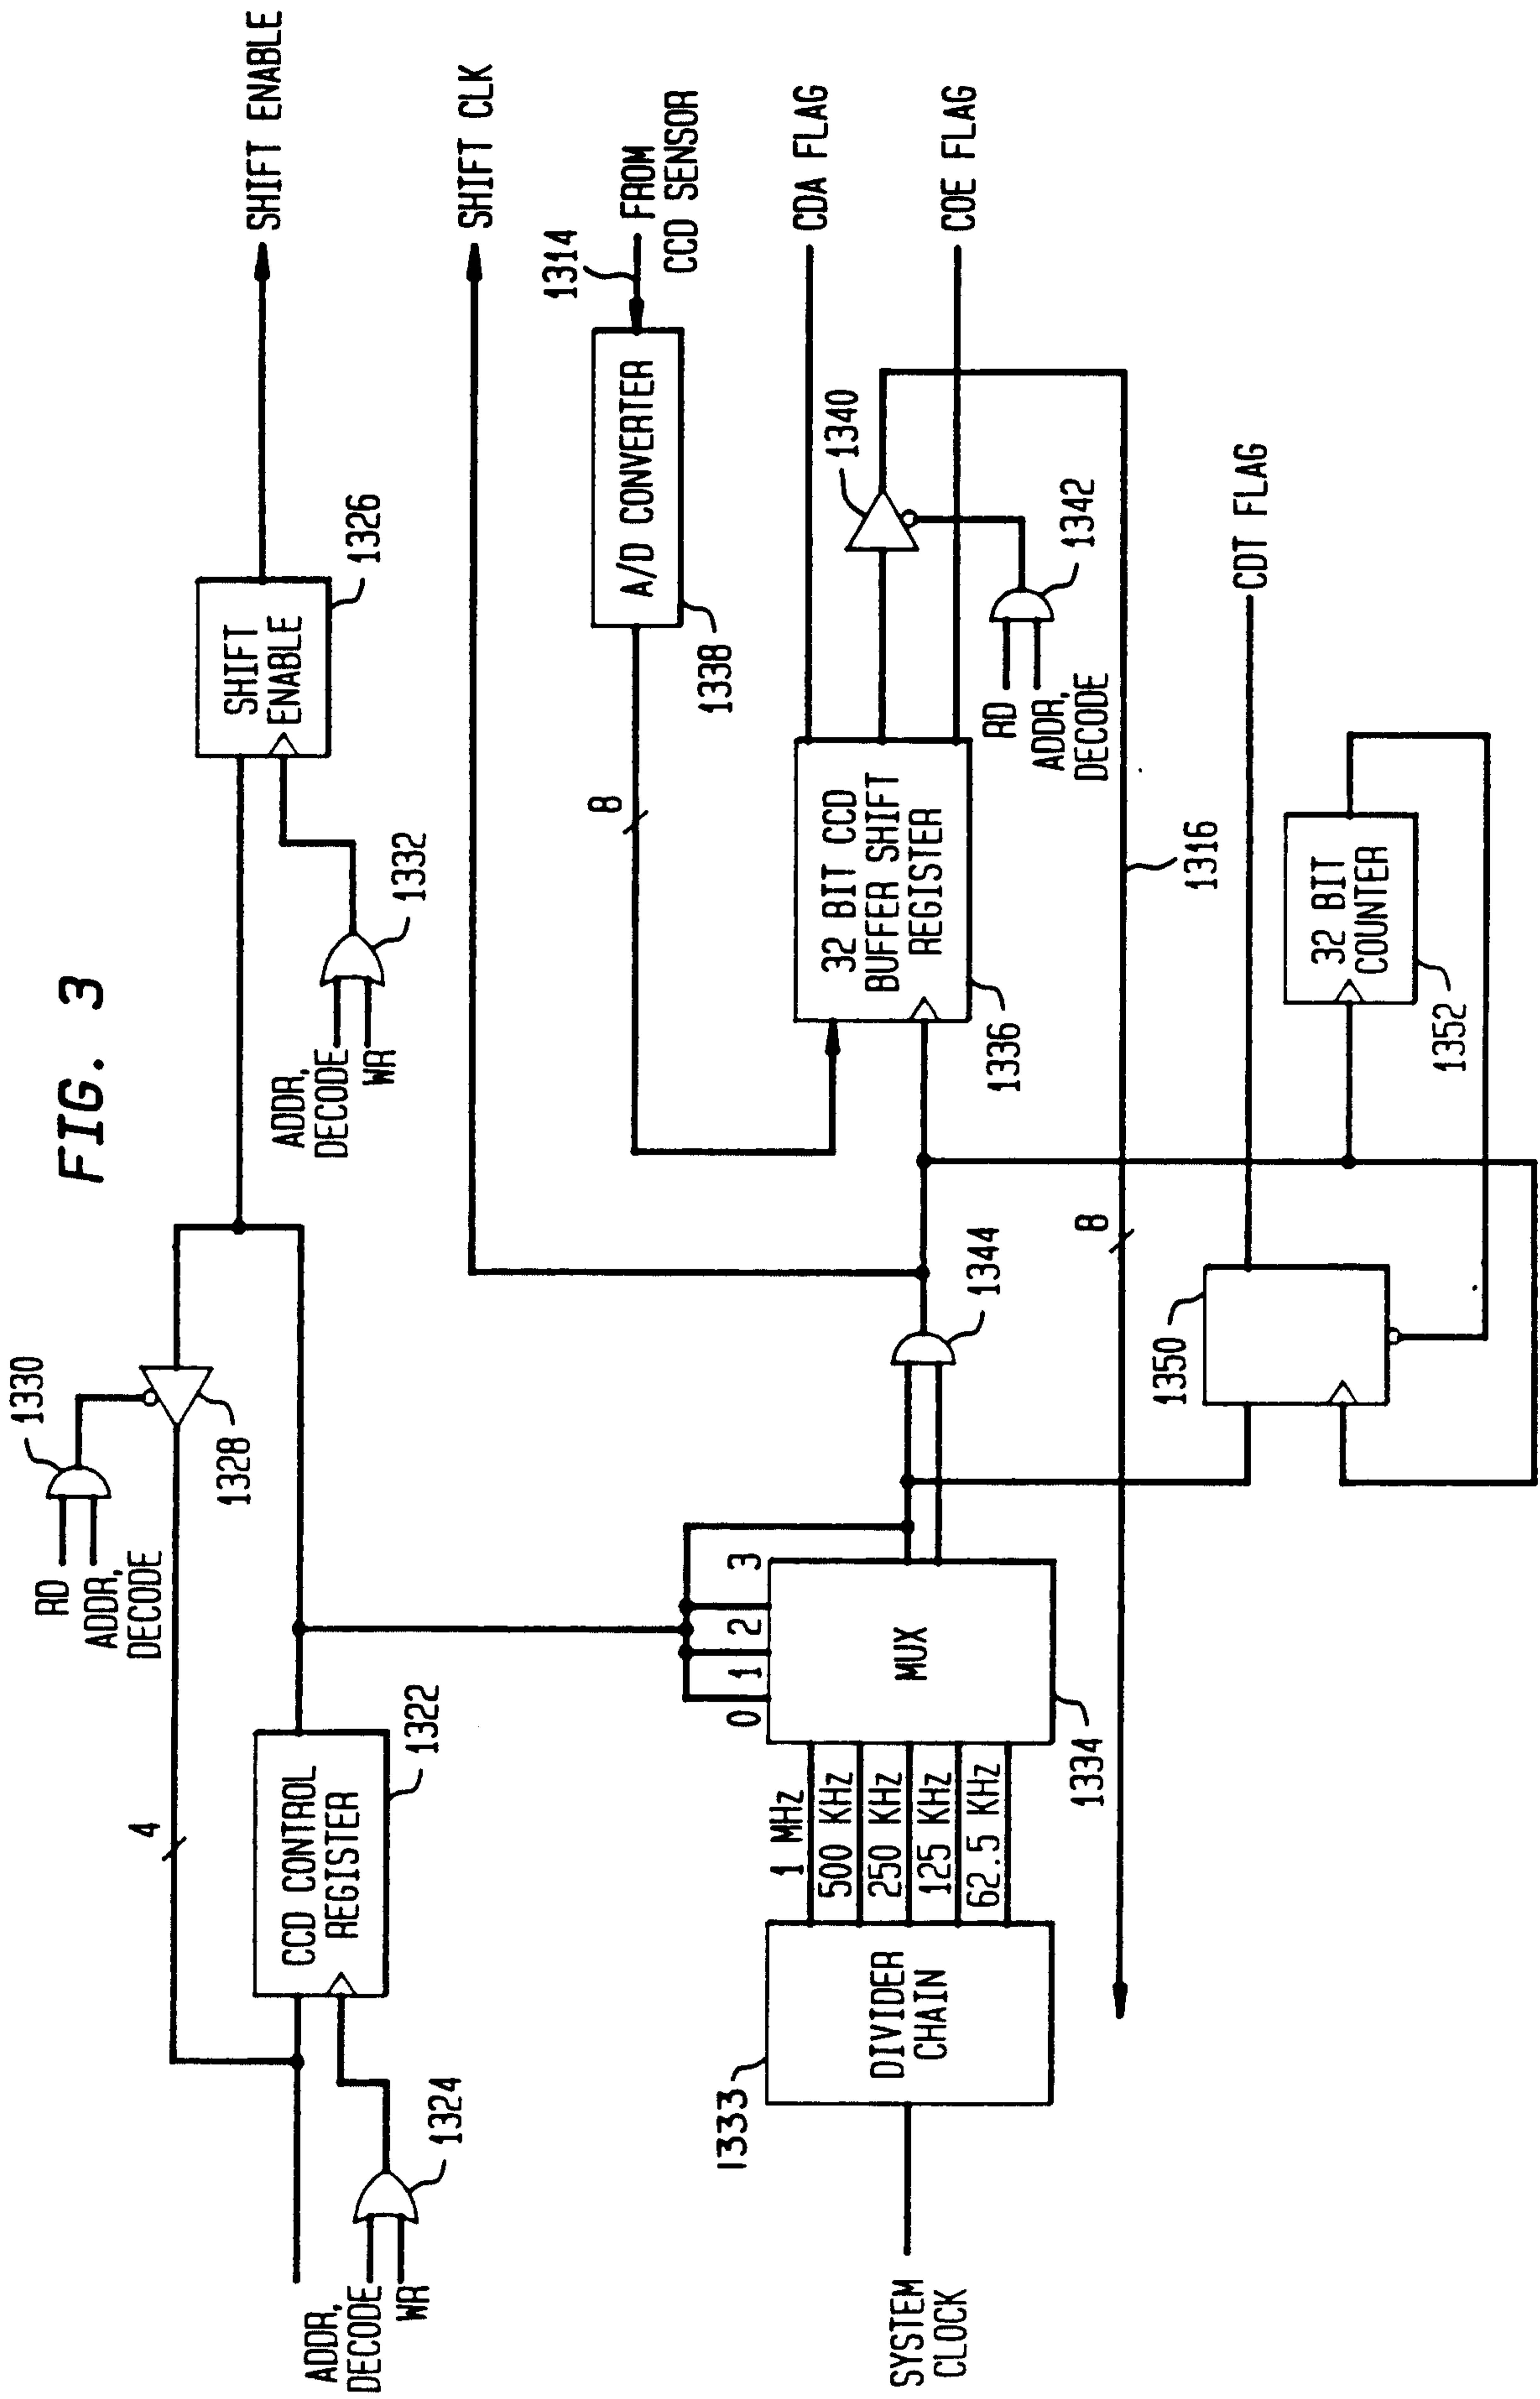 FIG. 3
SHIFT ENABLE
SHIFT CLK
1314
FROM
CCD SENSOR
CDA FLAG
COE FLAG
CDT FLAG
SHIFT
ENABLE
1326
ADDR,
DECODE
WR
1332
RD
ADDR,
DECODE
1330
1328
4
CCD CONTROL
REGISTER
1322
ADDR,
DECODE
WR
1324
A/D CONVERTER
1338
8
32 BIT CCD
BUFFER SHIFT
REGISTER
1336
1340
RD
ADDR,
DECODE
1342
1316
8
1344
0
1
2
3
MUX
1334
1 MHz
500 KHz
250 KHz
125 KHz
62.5 KHz
DIVIDER
CHAIN
1333
SYSTEM
CLOCK
1350
32 BIT
COUNTER
1352